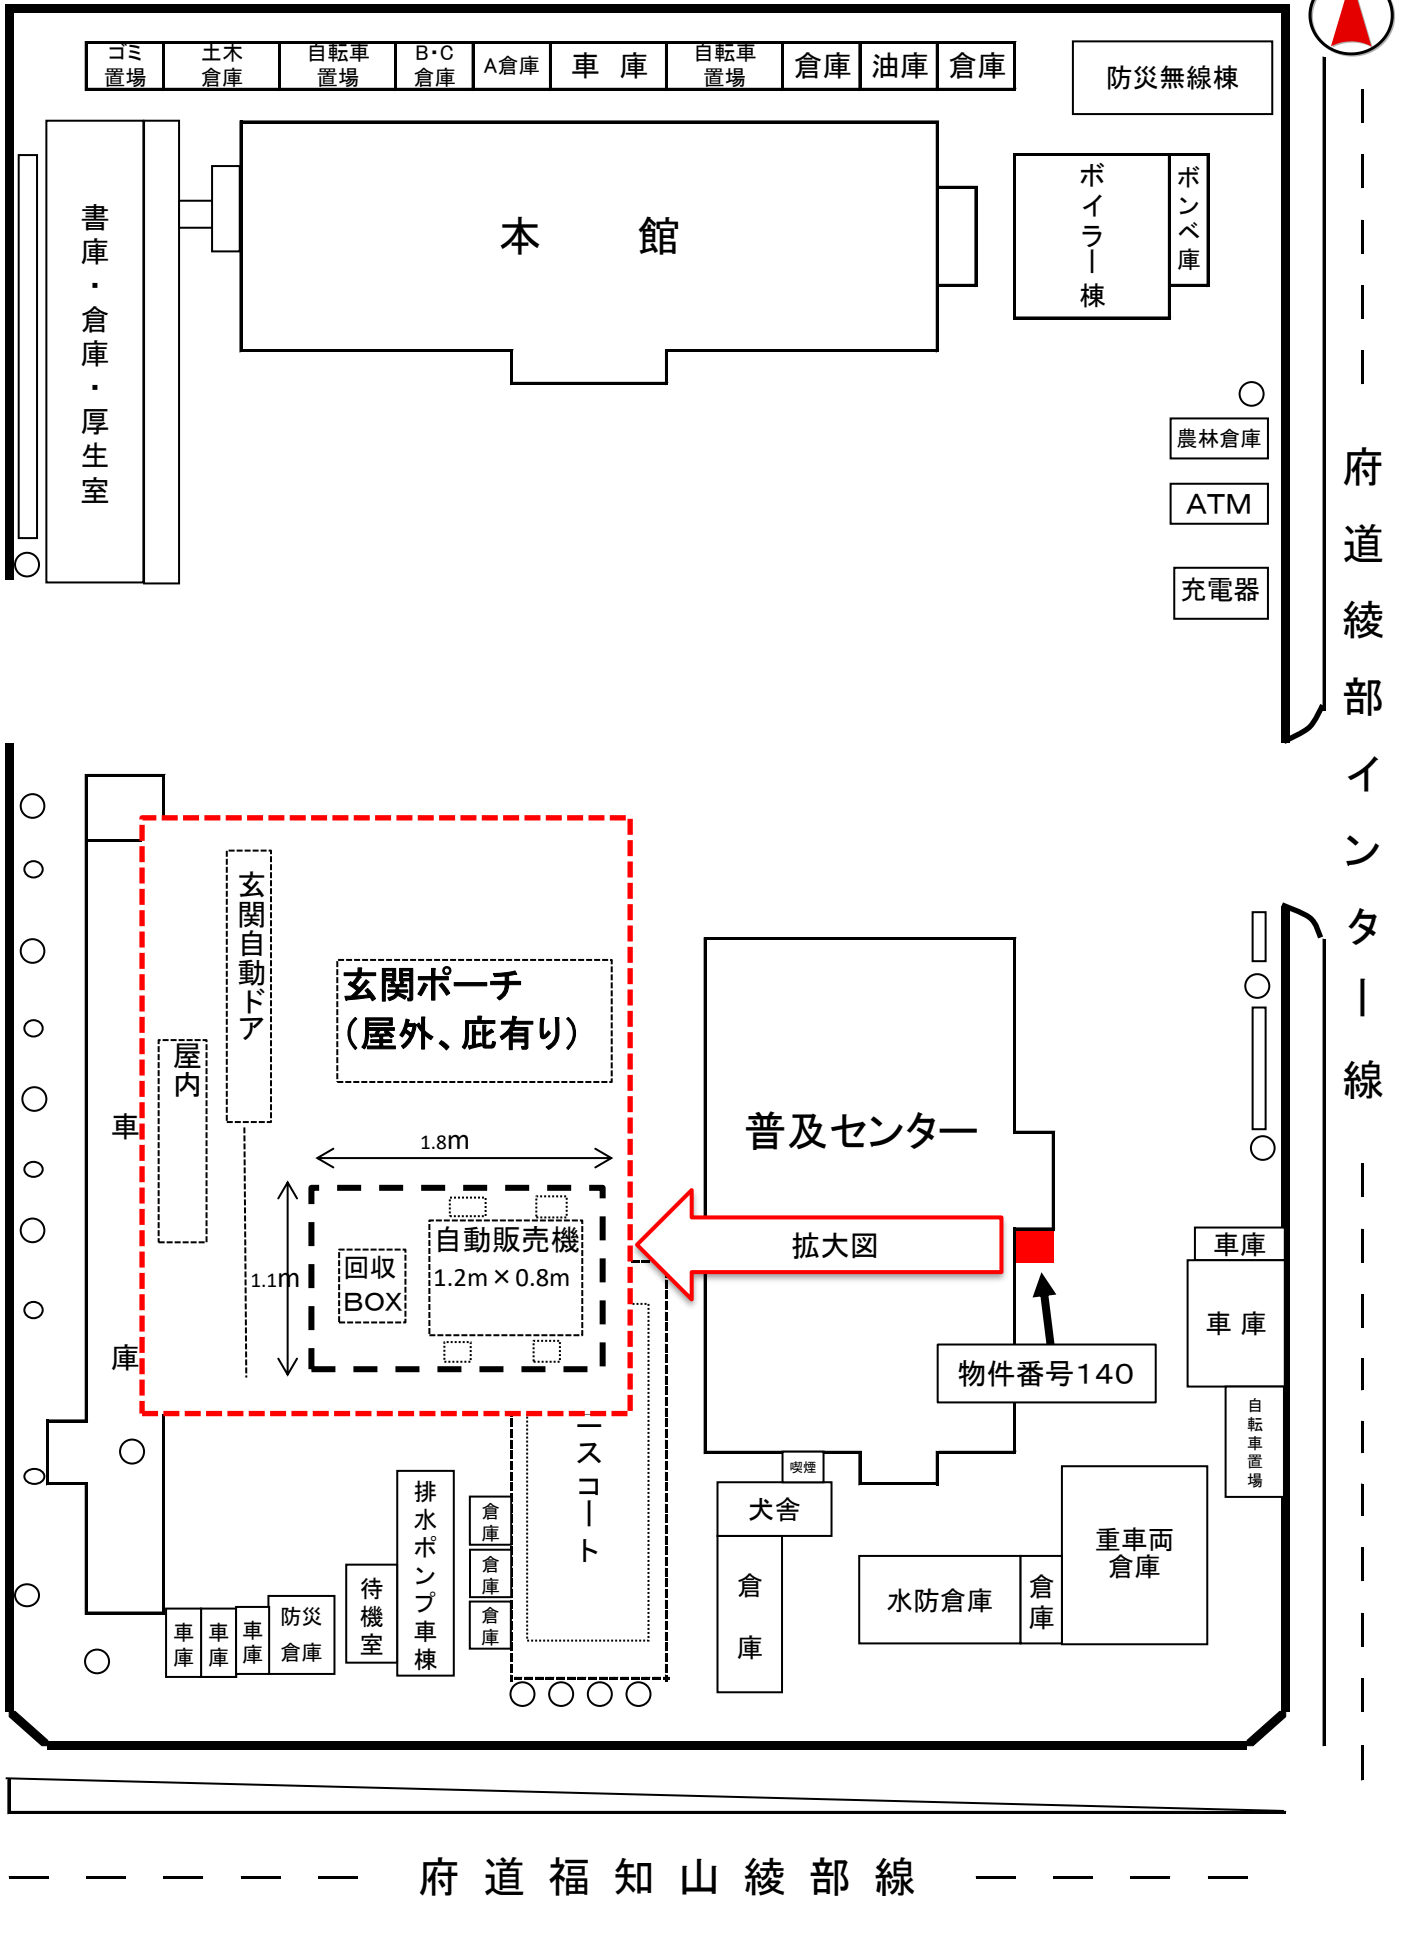 ゴミ
置場
土木
倉庫
自転車
置場
B・C
倉庫
A倉庫
車 庫
自転車
置場
倉庫
油庫
倉庫
防災無線棟
書庫・倉庫・厚生室
本 館
ボイラー棟
ボンベ庫
農林倉庫
ATM
充電器
府道綾部インター線
玄関自動ドア
玄関ポーチ
（屋外、庇有り）
屋内
車 庫
1.8m
1.1m
回収
BOX
自動販売機
1.2m×0.8m
拡大図
普及センター
物件番号140
車庫
車 庫
自転車置場
喫煙
犬舎
倉 庫
水防倉庫
倉庫
重車両
倉庫
ニスコート
排水ポンプ車棟
倉庫
倉庫
倉庫
待機室
防災
倉庫
車庫
車庫
車庫
府道福知山綾部線